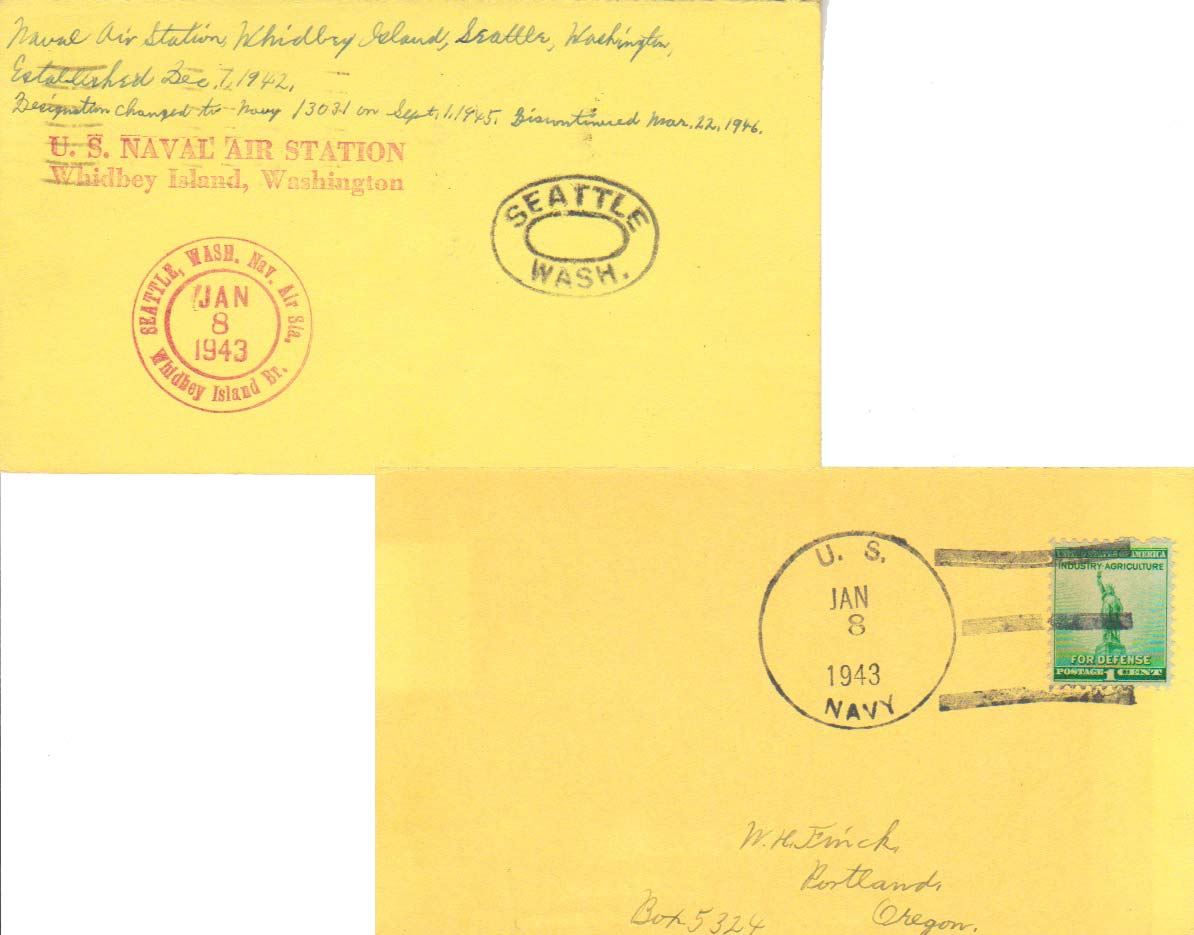 Naval Air Station, Whidbey Island, Seattle, Washington,
Established Dec. 7, 1942.
Designation changed to - Navy 13031 on Sept. 1, 1945. Discontinued Mar. 22, 1946.
U. S. NAVAL AIR STATION
Whidbey Island, Washington
SEATTLE
WASH.
SEATTLE, WASH. Nav. Air Sta.
JAN
8
1943
Whidbey Island Br.
U. S.
JAN
8
1943
NAVY
UNITED STATES OF AMERICA
INDUSTRY·AGRICULTURE
FOR DEFENSE
POSTAGE 1 CENT
W. H. Finck,
Portland,
Box 5324 Oregon.